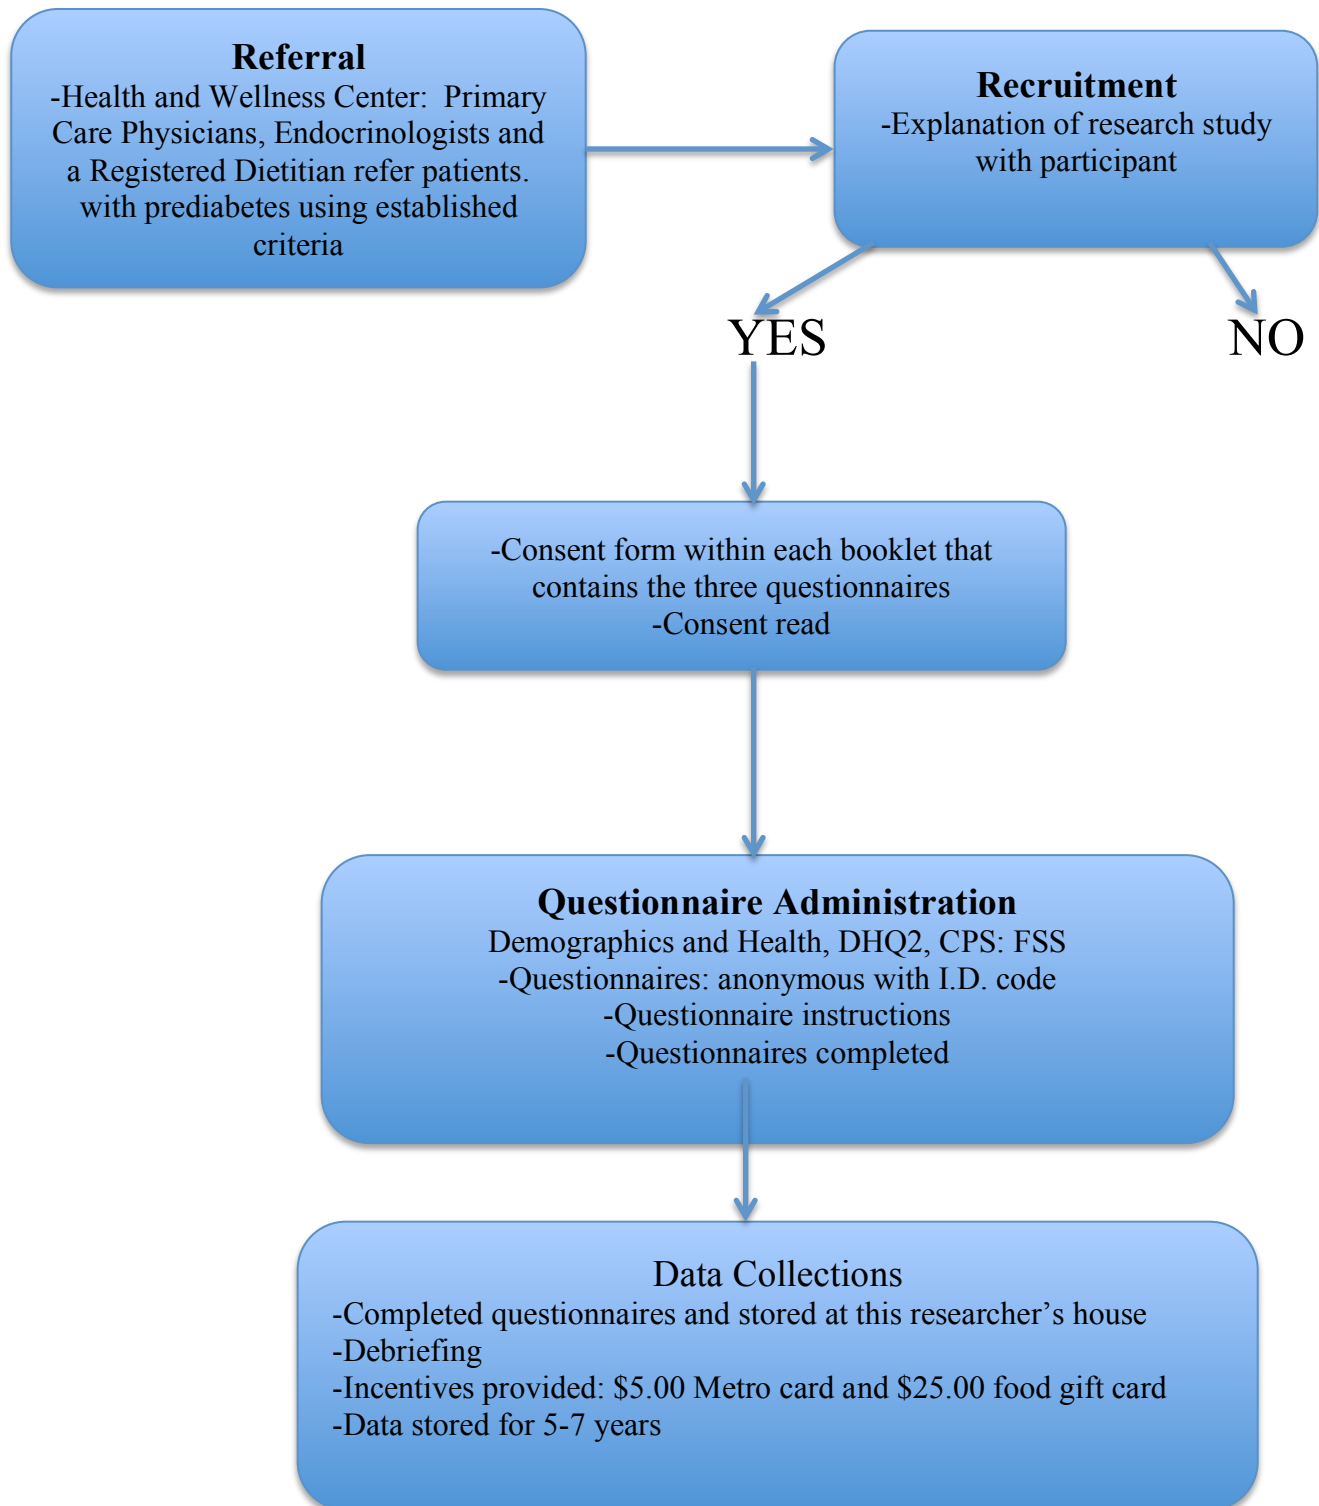 Referral
-Health and Wellness Center:  Primary
Care Physicians, Endocrinologists and
a Registered Dietitian refer patients.
with prediabetes using established
criteria
Recruitment
-Explanation of research study
with participant
YES
NO
-Consent form within each booklet that
contains the three questionnaires
-Consent read
Questionnaire Administration
Demographics and Health, DHQ2, CPS: FSS
-Questionnaires: anonymous with I.D. code
-Questionnaire instructions
-Questionnaires completed
Data Collections
-Completed questionnaires and stored at this researcher’s house
-Debriefing
-Incentives provided: $5.00 Metro card and $25.00 food gift card
-Data stored for 5-7 years